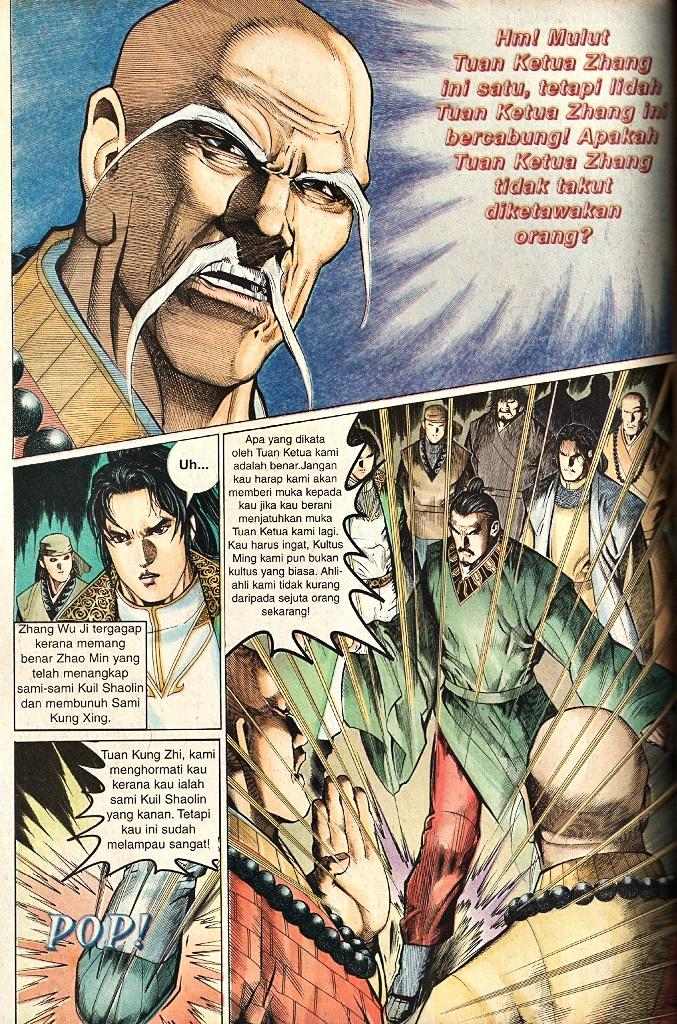 Hm! Mulut
Tuan Ketua Zhang
ini satu, tetapi lidah
Tuan Ketua Zhang ini
bercabung! Apakah
Tuan Ketua Zhang
tidak takut
diketawakan
orang?
Uh...
Zhang Wu Ji tergagap
kerana memang
benar Zhao Min yang
telah menangkap
sami-sami Kuil Shaolin
dan membunuh Sami
Kung Xing.
Apa yang dikata
oleh Tuan Ketua kami
adalah benar.Jangan
kau harap kami akan
memberi muka kepada
kau jika kau berani
menjatuhkan muka
Tuan Ketua kami lagi.
Kau harus ingat, Kultus
Ming kami pun bukan
kultus yang biasa. Ahli-
ahli kami tidak kurang
daripada sejuta orang
sekarang!
Tuan Kung Zhi, kami
menghormati kau
kerana kau ialah
sami Kuil Shaolin
yang kanan. Tetapi
kau ini sudah
melampau sangat!
POP!